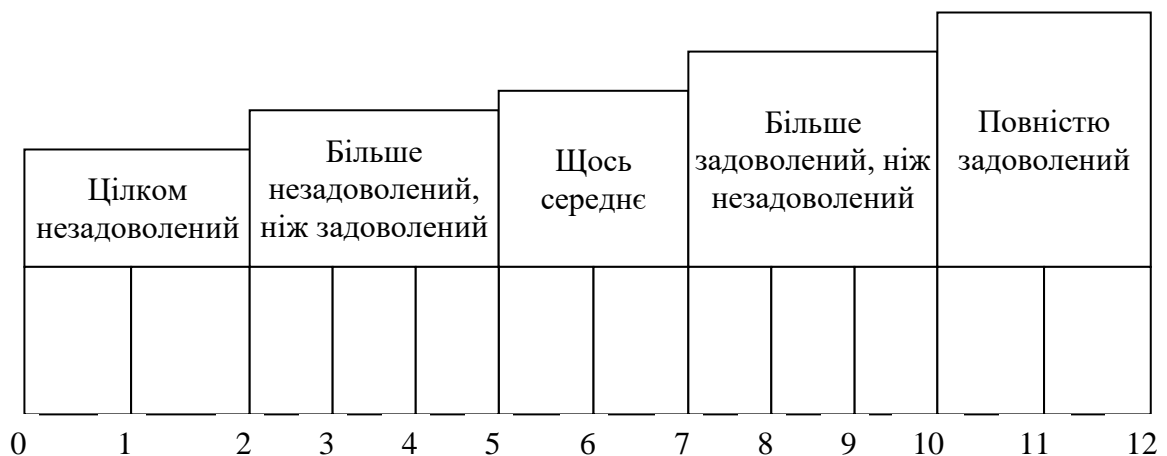 Цілком
незадоволений
Більше
незадоволений,
ніж задоволений
Щось
середнє
Більше
задоволений, ніж
незадоволений
Повністю
задоволений
0 1 2 3 4 5 6 7 8 9 10 11 12